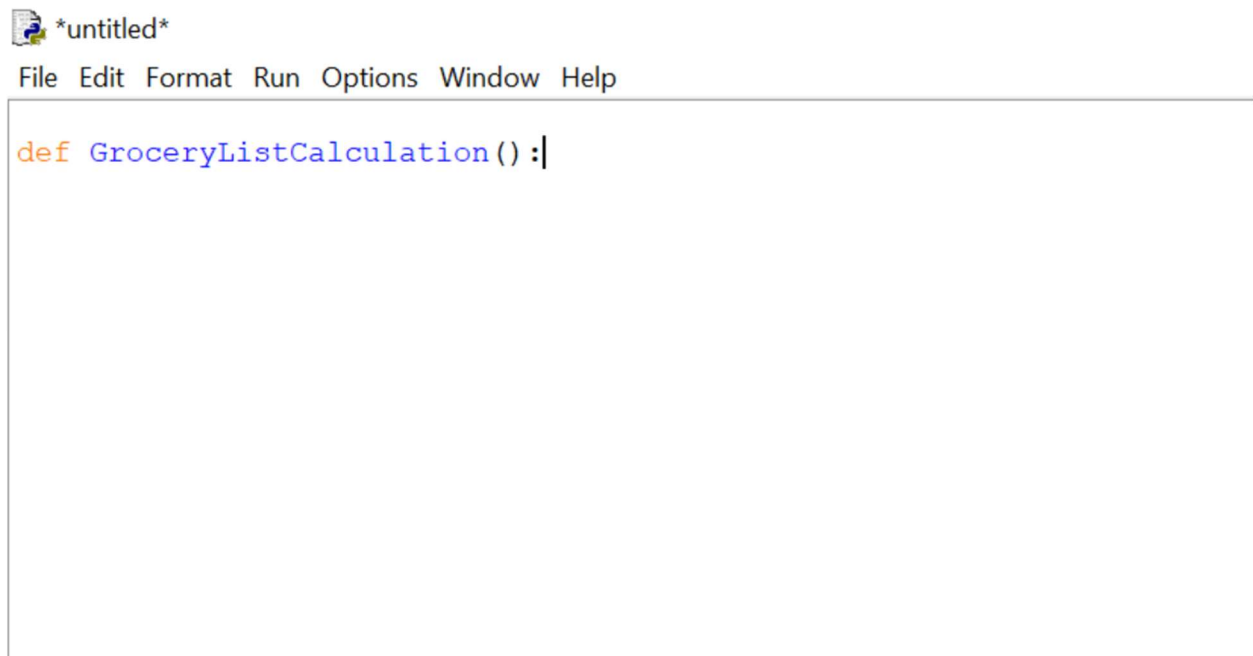 *untitled*
File Edit Format Run Options Window Help
def GroceryListCalculation():